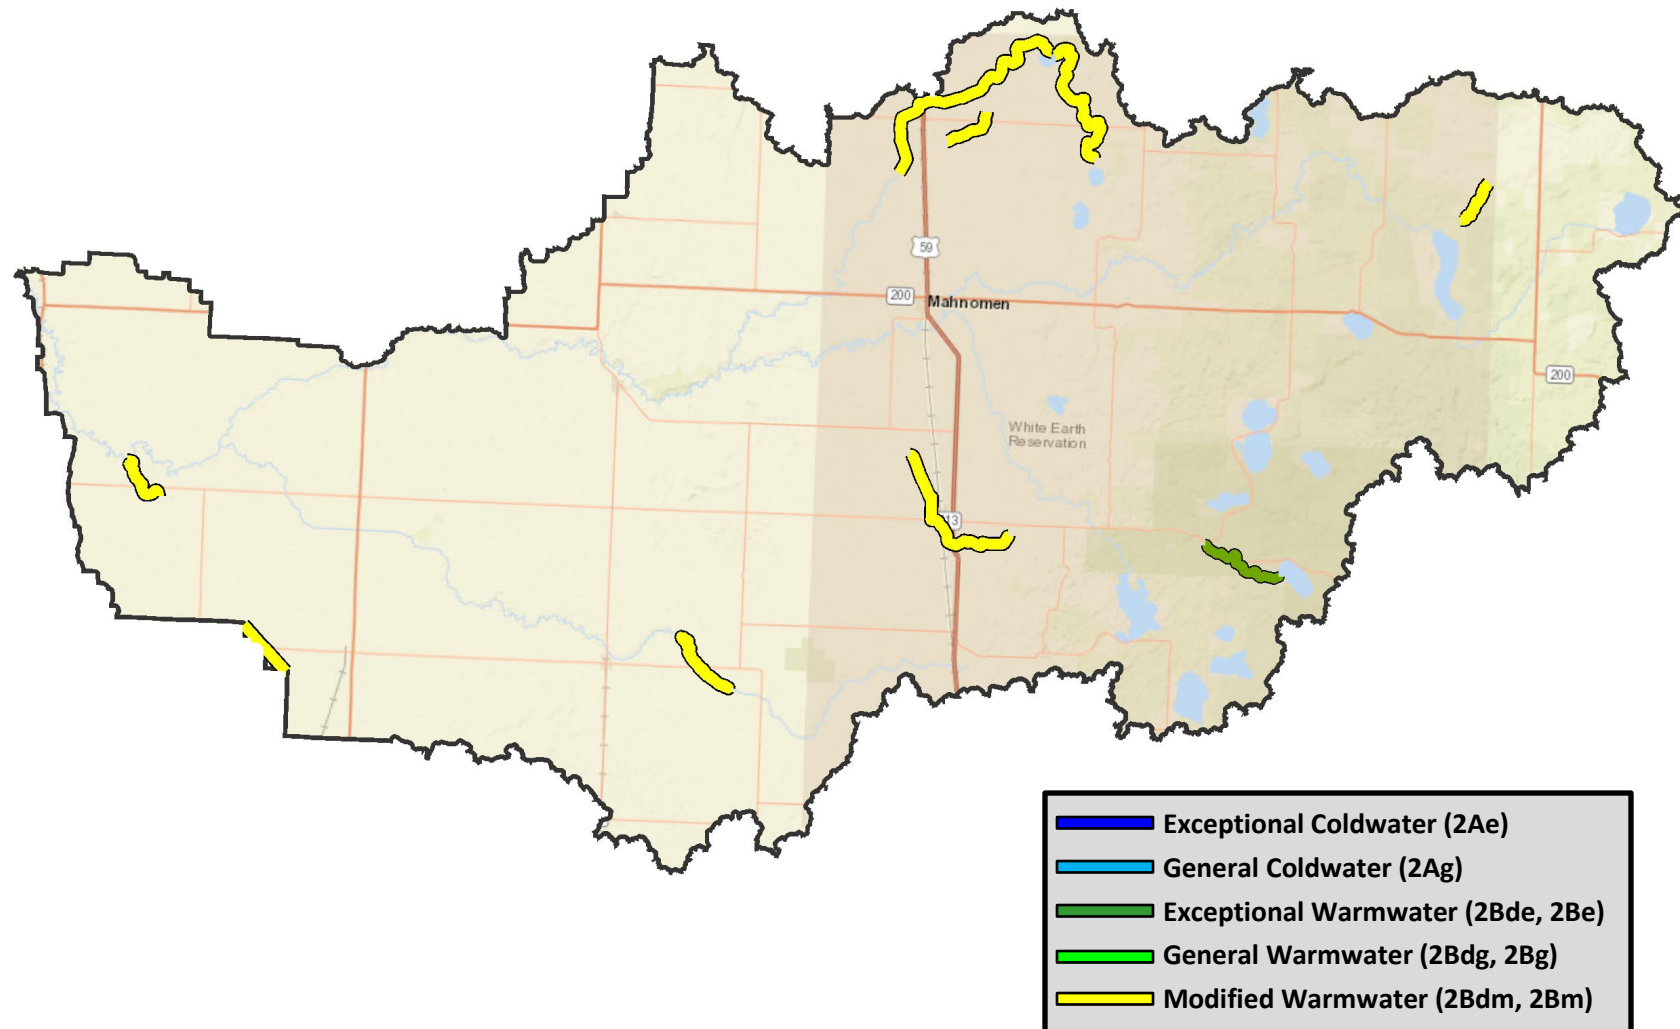 59
200
Mahnomen
200
White Earth
Reservation
13
Exceptional Coldwater (2Ae)
General Coldwater (2Ag)
Exceptional Warmwater (2Bde, 2Be)
General Warmwater (2Bdg, 2Bg)
Modified Warmwater (2Bdm, 2Bm)